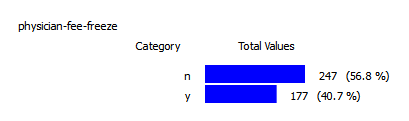 physician-fee-freeze
Category Total Values
n 247 (56.8 %)
y 177 (40.7 %)